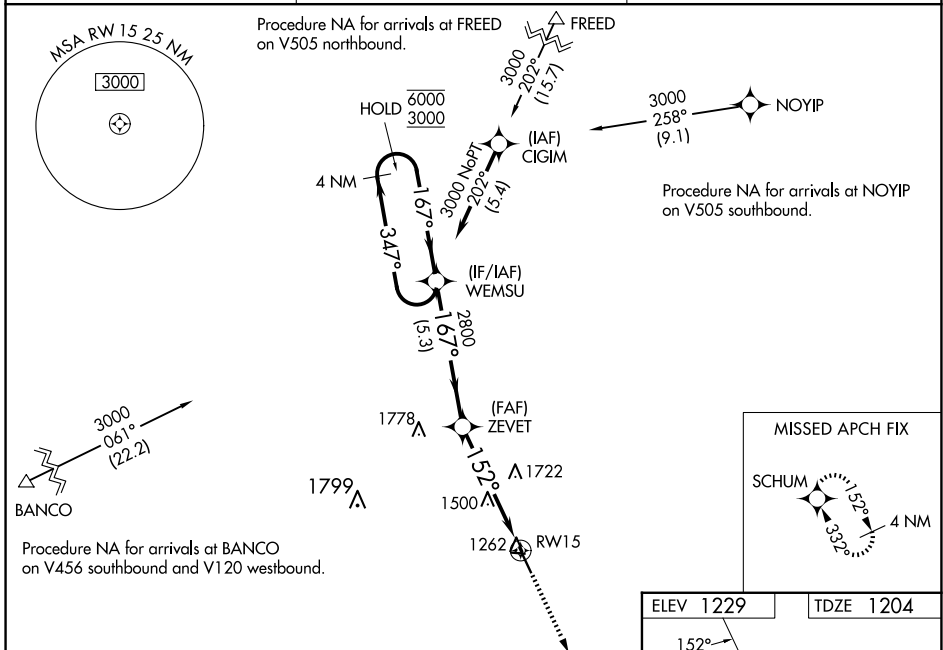 MSA RW 15 25 NM
3000
Procedure NA for arrivals at FREED
on V505 northbound.
FREED
3000
202°
(15.7)
HOLD
6000
3000
4 NM
167°
347°
(IAF)
CIGIM
3000 NoPT
202°
(5.4)
3000
258°
(9.1)
NOYIP
Procedure NA for arrivals at NOYIP
on V505 southbound.
(IF/IAF)
WEMSU
2800
167°
(5.3)
3000
061°
(22.2)
BANCO
Procedure NA for arrivals at BANCO
on V456 southbound and V120 westbound.
1778
(FAF)
ZEVET
152°
1722
1799
1500
1262
RW15
MISSED APCH FIX
SCHUM
152°
332°
4 NM
ELEV 1229
TDZE 1204
152°